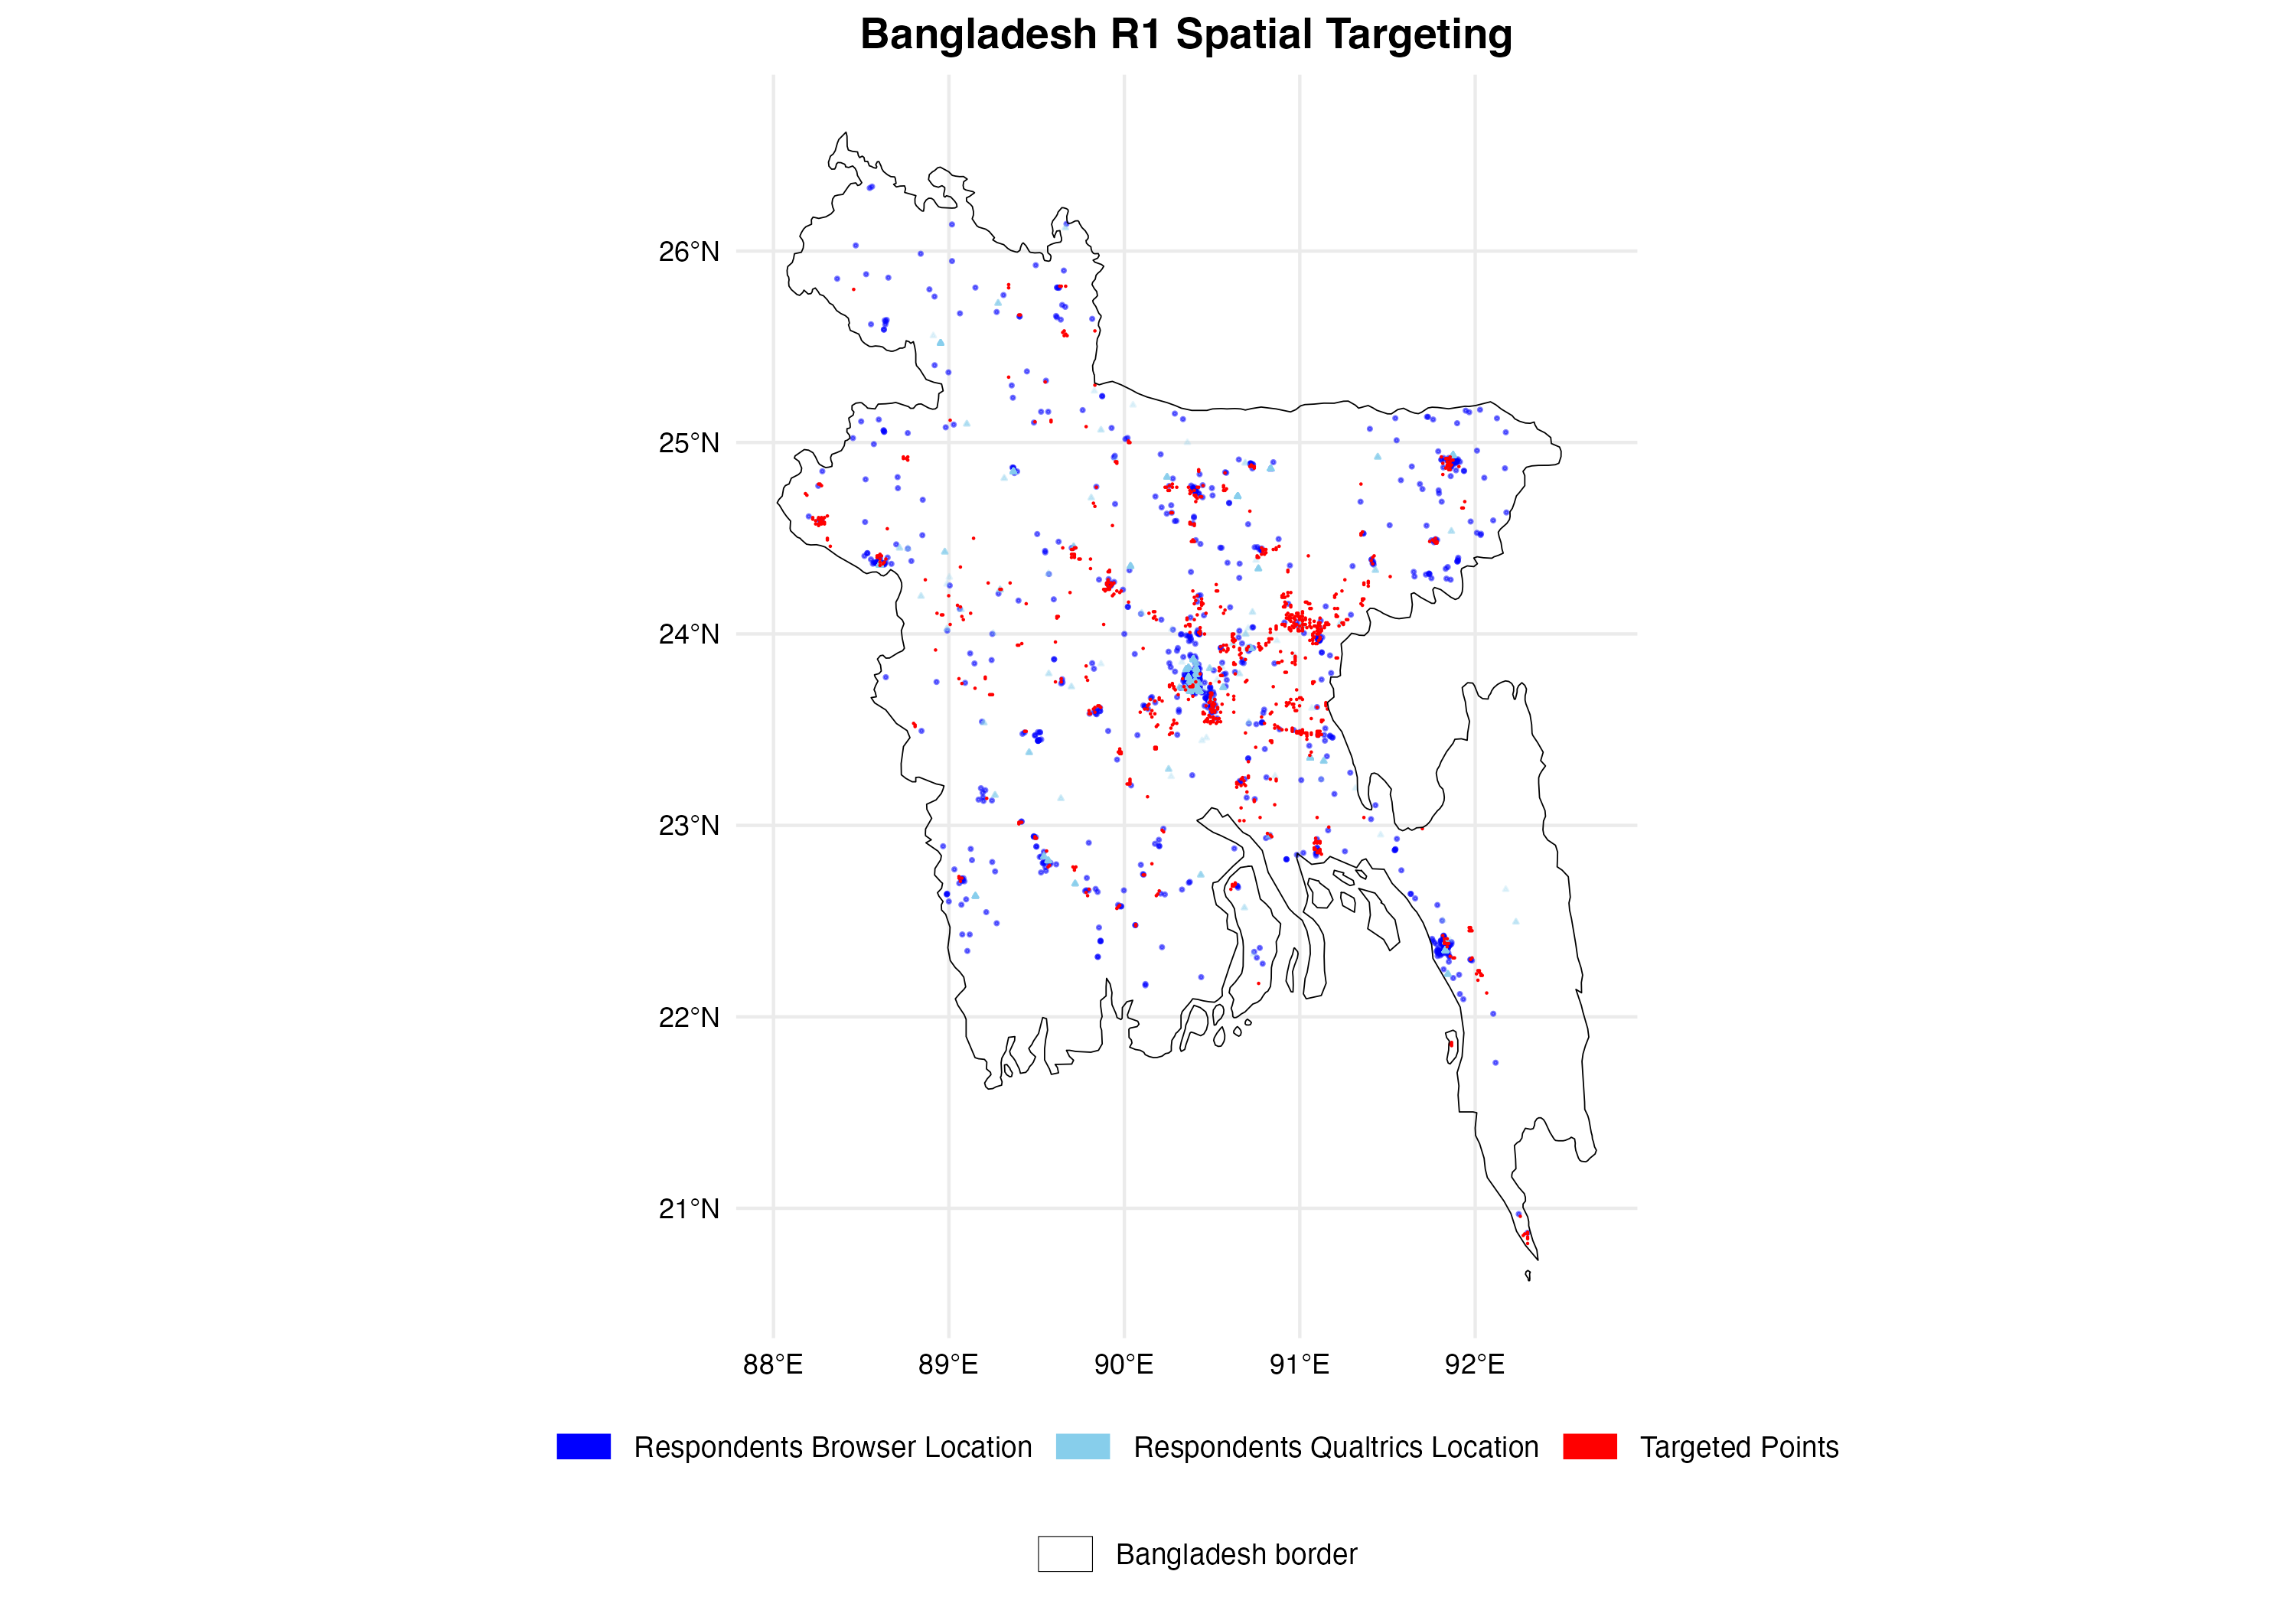 Bangladesh R1 Spatial Targeting
26°N
25°N
24°N
23°N
22°N
21°N
88°E 89°E 90°E 91°E 92°E
Respondents Browser Location Respondents Qualtrics Location Targeted Points
Bangladesh border